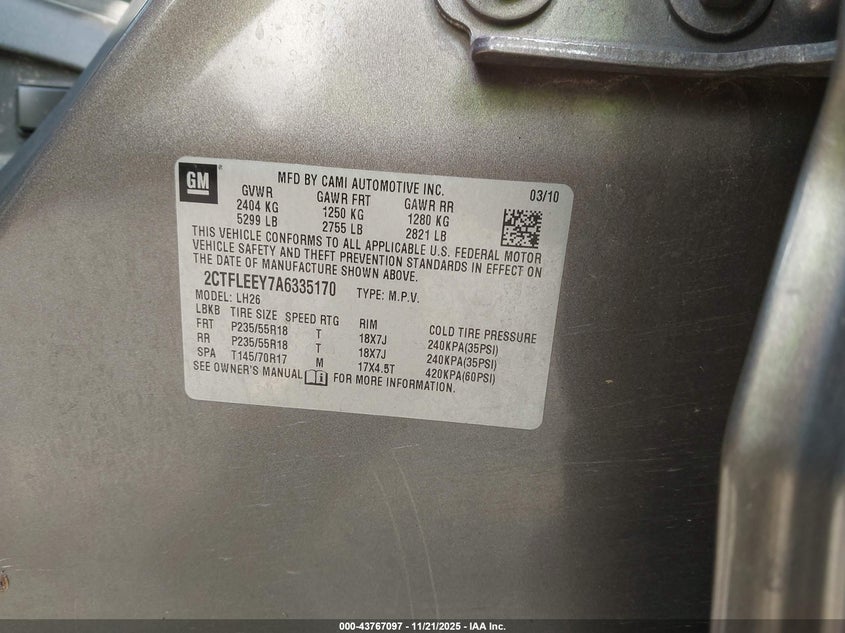 GM
MFD BY CAMI AUTOMOTIVE INC. 03/10
GVWR GAWR FRT GAWR RR
2404 KG 1250 KG 1280 KG
5299 LB 2755 LB 2821 LB
THIS VEHICLE CONFORMS TO ALL APPLICABLE U.S. FEDERAL MOTOR
VEHICLE SAFETY AND THEFT PREVENTION STANDARDS IN EFFECT ON
THE DATE OF MANUFACTURE SHOWN ABOVE.
2CTFLEEY7A6335170 TYPE: M.P.V.
MODEL: LH26
LBKB TIRE SIZE SPEED RTG RIM COLD TIRE PRESSURE
FRT P235/55R18 T 18X7J 240KPA(35PSI)
RR P235/55R18 T 18X7J 240KPA(35PSI)
SPA T145/70R17 M 17X4.5T 420KPA(60PSI)
SEE OWNER'S MANUAL FOR MORE INFORMATION.
000-43767097 - 11/21/2025 - IAA Inc.